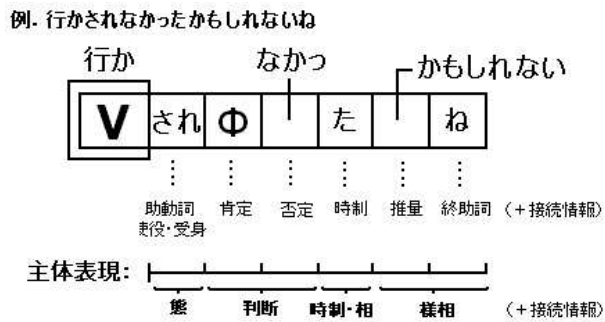 例. 行かされなかったかもしれないね
行か なかっ かもしれない
V され Φ た ね
助動詞 肯定 否定 時制 推量 終助詞 (+接続情報)
使役・受身
主体表現:
態 判断 時制・相 様相 (+接続情報)